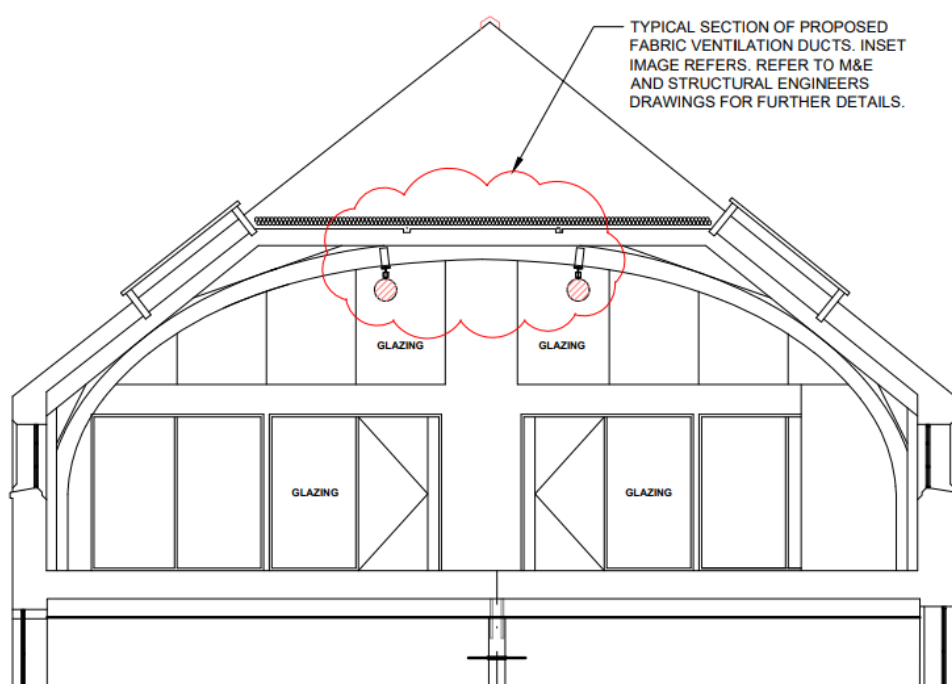 TYPICAL SECTION OF PROPOSED
FABRIC VENTILATION DUCTS. INSET
IMAGE REFERS. REFER TO M&E
AND STRUCTURAL ENGINEERS
DRAWINGS FOR FURTHER DETAILS.
GLAZING
GLAZING
GLAZING
GLAZING